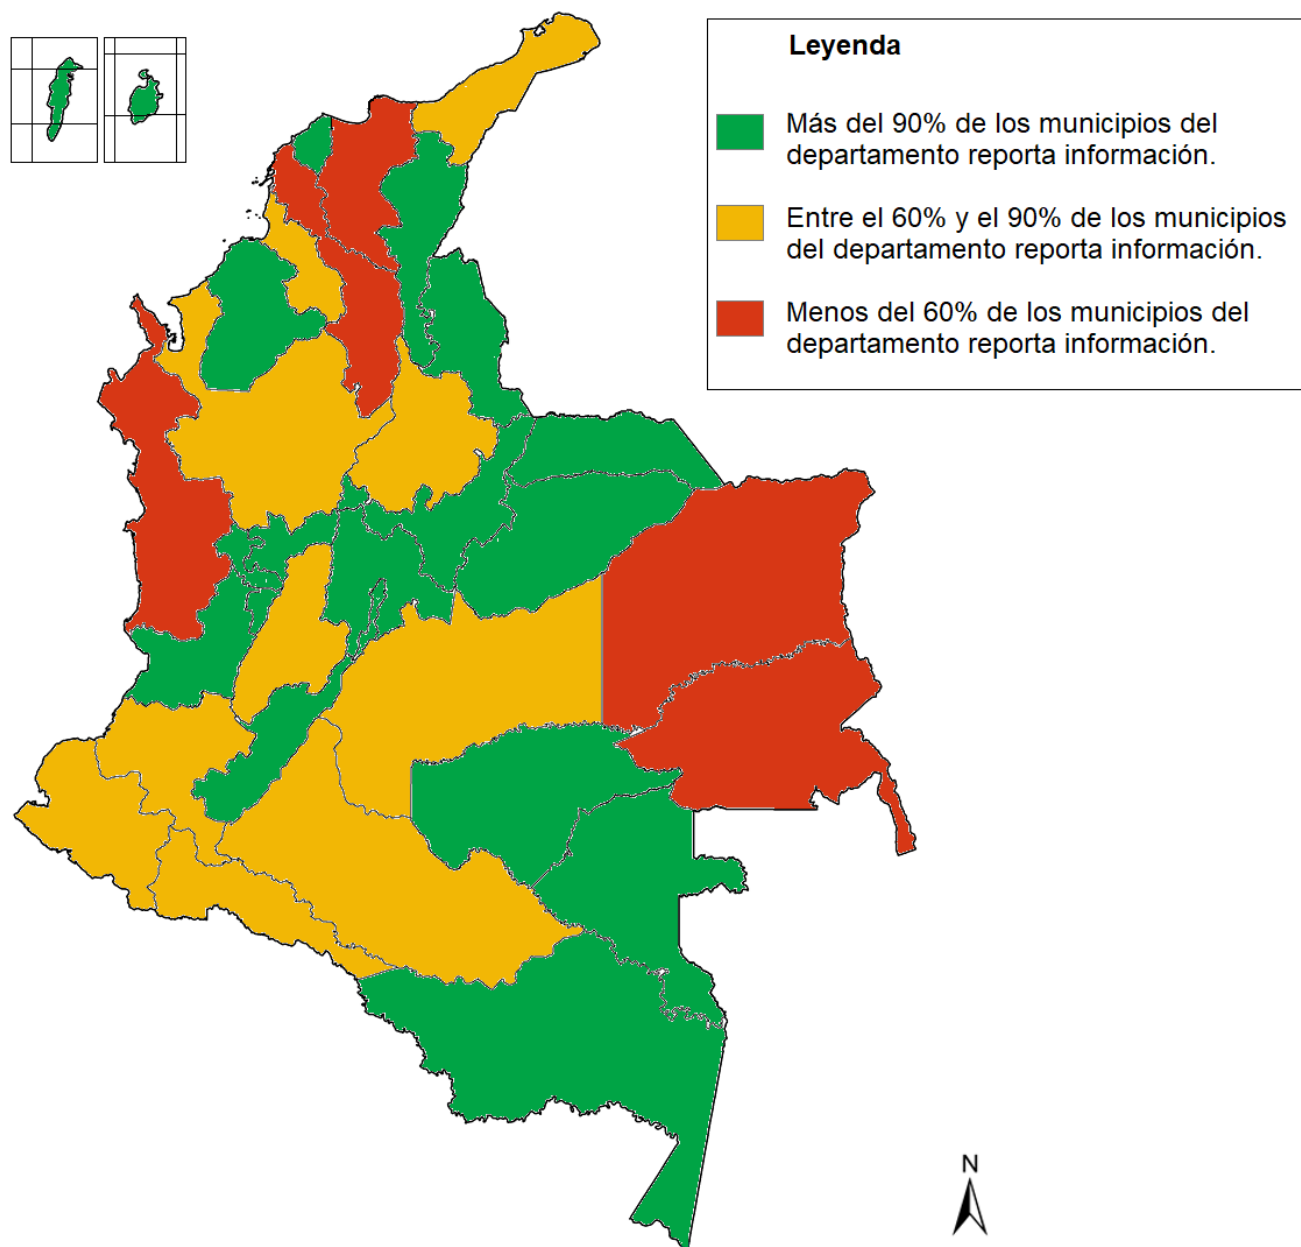 Leyenda
Más del 90% de los municipios del
departamento reporta información.
Entre el 60% y el 90% de los municipios
del departamento reporta información.
Menos del 60% de los municipios del
departamento reporta información.
N